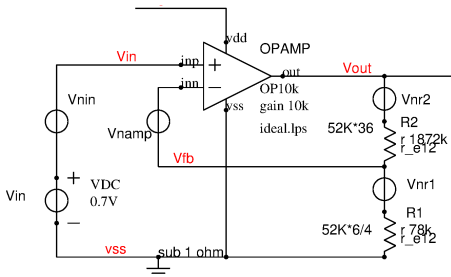 vdd
Vin
inp
+
OPAMP
inn
−
out
Vout
OP10k
gain 10k
vss
ideal.lps
Vnin
Vnamp
Vnr2
52K*36
R2
r 1872k
r_e12
Vfb
Vnr1
Vin
+
VDC
0.7V
−
52K*6/4
R1
r 78k
r_e12
vss
sub 1 ohm